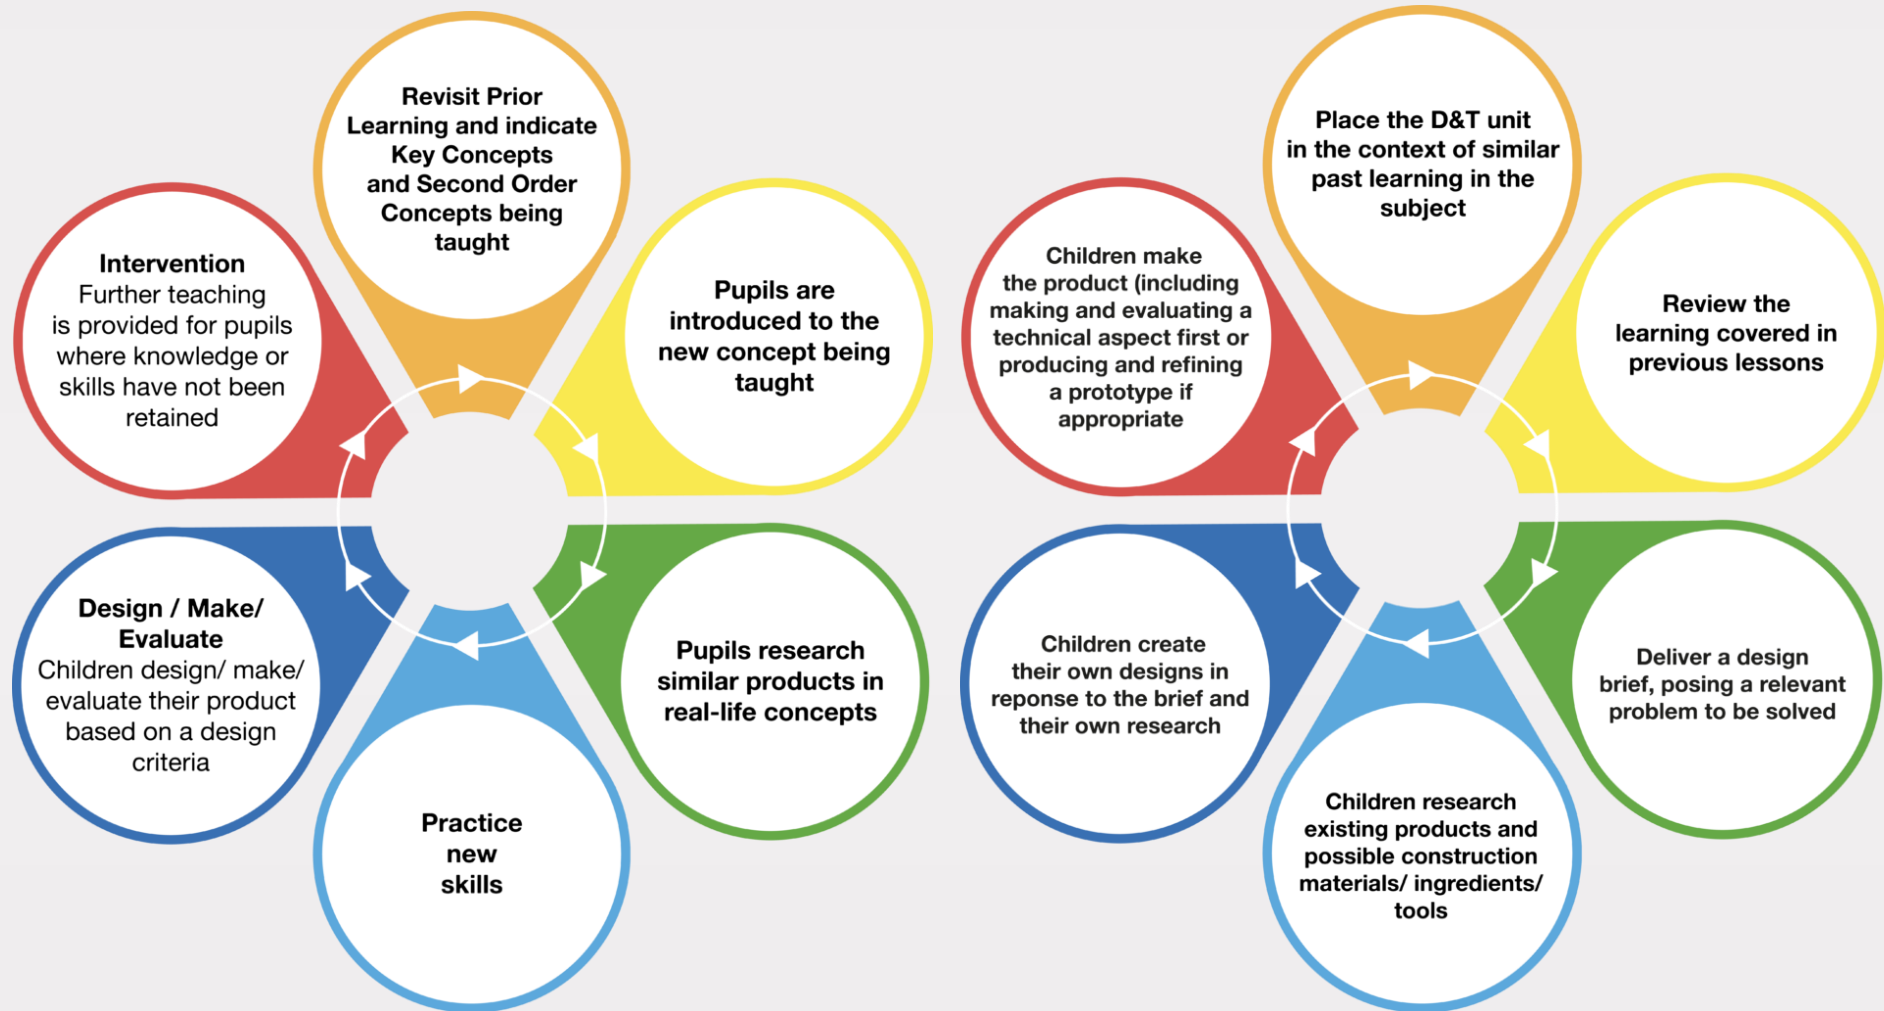 Revisit Prior
Learning and indicate
Key Concepts
and Second Order
Concepts being
taught
Pupils are
introduced to the
new concept being
taught
Pupils research
similar products in
real-life concepts
Practice
new
skills
Design / Make/
Evaluate
Children design/ make/
evaluate their product
based on a design
criteria
Intervention
Further teaching
is provided for pupils
where knowledge or
skills have not been
retained
Place the D&T unit
in the context of similar
past learning in the
subject
Review the
learning covered in
previous lessons
Deliver a design
brief, posing a relevant
problem to be solved
Children research
existing products and
possible construction
materials/ ingredients/
tools
Children create
their own designs in
reponse to the brief and
their own research
Children make
the product (including
making and evaluating a
technical aspect first or
producing and refining
a prototype if
appropriate